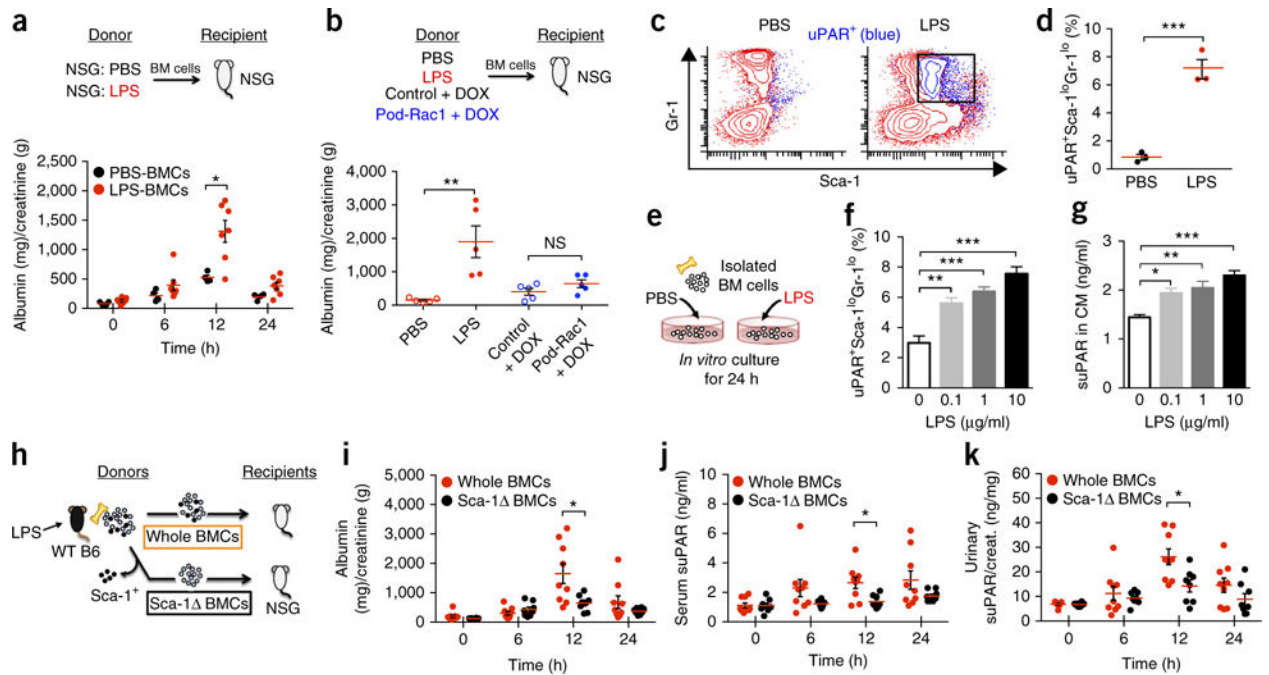 a
Donor
Recipient
NSG: PBS
NSG: LPS
BM cells
NSG
Albumin (mg)/creatinine (g)
2,500
2,000
1,500
1,000
500
0
PBS-BMCs
LPS-BMCs
*
0
6
12
24
Time (h)
b
Donor
Recipient
PBS
LPS
Control + DOX
Pod-Rac1 + DOX
BM cells
NSG
Albumin (mg)/creatinine (g)
4,000
3,000
2,000
1,000
0
**
NS
PBS
LPS
Control
+ DOX
Pod-Rac1
+ DOX
c
PBS
uPAR+ (blue)
LPS
Gr-1
Sca-1
d
uPAR+Sca-1loGr-1lo (%)
10
8
6
4
2
0
***
PBS
LPS
e
Isolated
BM cells
PBS
LPS
In vitro culture
for 24 h
f
uPAR+Sca-1loGr-1lo (%)
10
8
6
4
2
0
***
***
**
0
0.1
1
10
LPS (μg/ml)
g
suPAR in CM (ng/ml)
3
2
1
0
***
**
*
0
0.1
1
10
LPS (μg/ml)
h
Donors
Recipients
LPS
WT B6
Whole BMCs
Sca-1+
Sca-1Δ BMCs
NSG
i
Albumin
(mg)/creatinine (g)
5,000
4,000
3,000
2,000
1,000
0
Whole BMCs
Sca-1Δ BMCs
*
0
6
12
24
Time (h)
j
Serum suPAR (ng/ml)
10
8
6
4
2
0
Whole BMCs
Sca-1Δ BMCs
*
0
6
12
24
Time (h)
k
Urinary
suPAR/creat. (ng/mg)
60
50
40
30
20
10
0
Whole BMCs
Sca-1Δ BMCs
*
0
6
12
24
Time (h)